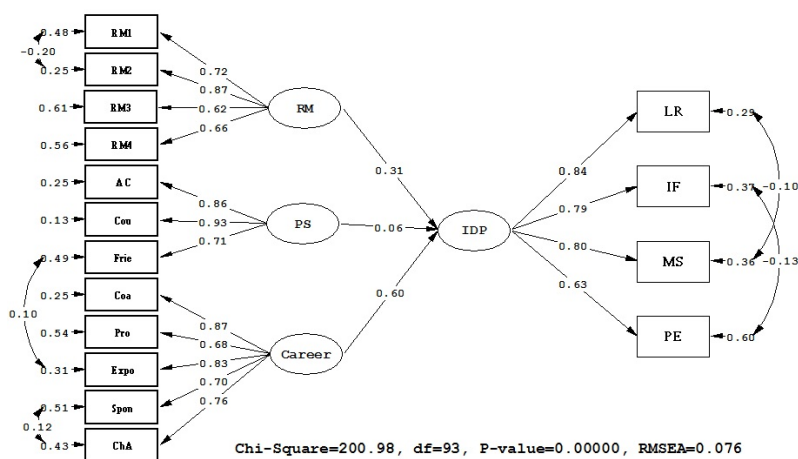 0.48 RM1
-0.20
0.25 RM2
0.61 RM3
0.56 RM4
0.25 AC
0.13 Cou
0.49 Frie
0.25 Coa
0.10
0.54 Pro
0.31 Expo
0.51 Spon
0.12
0.43 ChA
0.72
0.87
0.62
0.66
RM
0.86
0.93
0.71
PS
0.87
0.68
0.83
0.70
0.76
Career
0.31
0.06
0.60
IDP
0.84
0.79
0.80
0.63
LR 0.29
IF 0.37
-0.10
MS 0.36
-0.13
PE 0.60
Chi-Square=200.98, df=93, P-value=0.00000, RMSEA=0.076